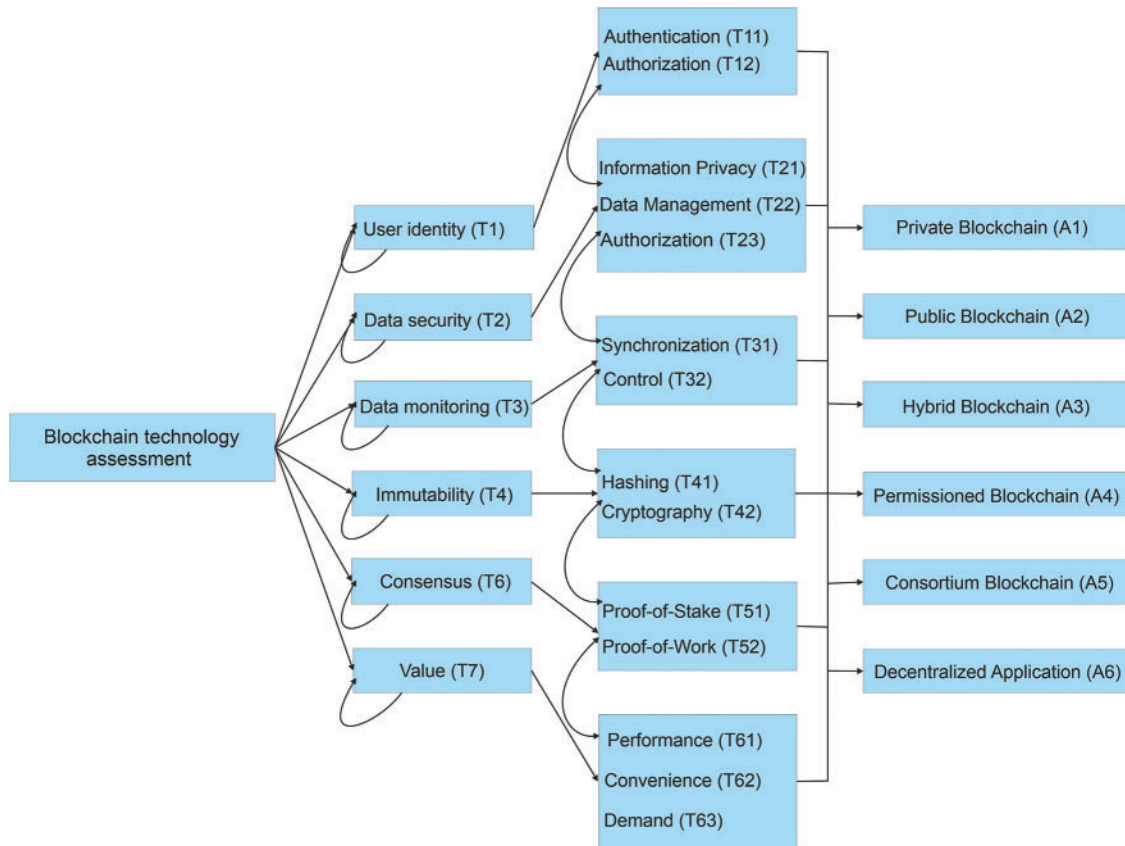 Blockchain technology
assessment
User identity (T1)
Data security (T2)
Data monitoring (T3)
Immutability (T4)
Consensus (T6)
Value (T7)
Authentication (T11)
Authorization (T12)
Information Privacy (T21)
Data Management (T22)
Authorization (T23)
Synchronization (T31)
Control (T32)
Hashing (T41)
Cryptography (T42)
Proof-of-Stake (T51)
Proof-of-Work (T52)
Performance (T61)
Convenience (T62)
Demand (T63)
Private Blockchain (A1)
Public Blockchain (A2)
Hybrid Blockchain (A3)
Permissioned Blockchain (A4)
Consortium Blockchain (A5)
Decentralized Application (A6)